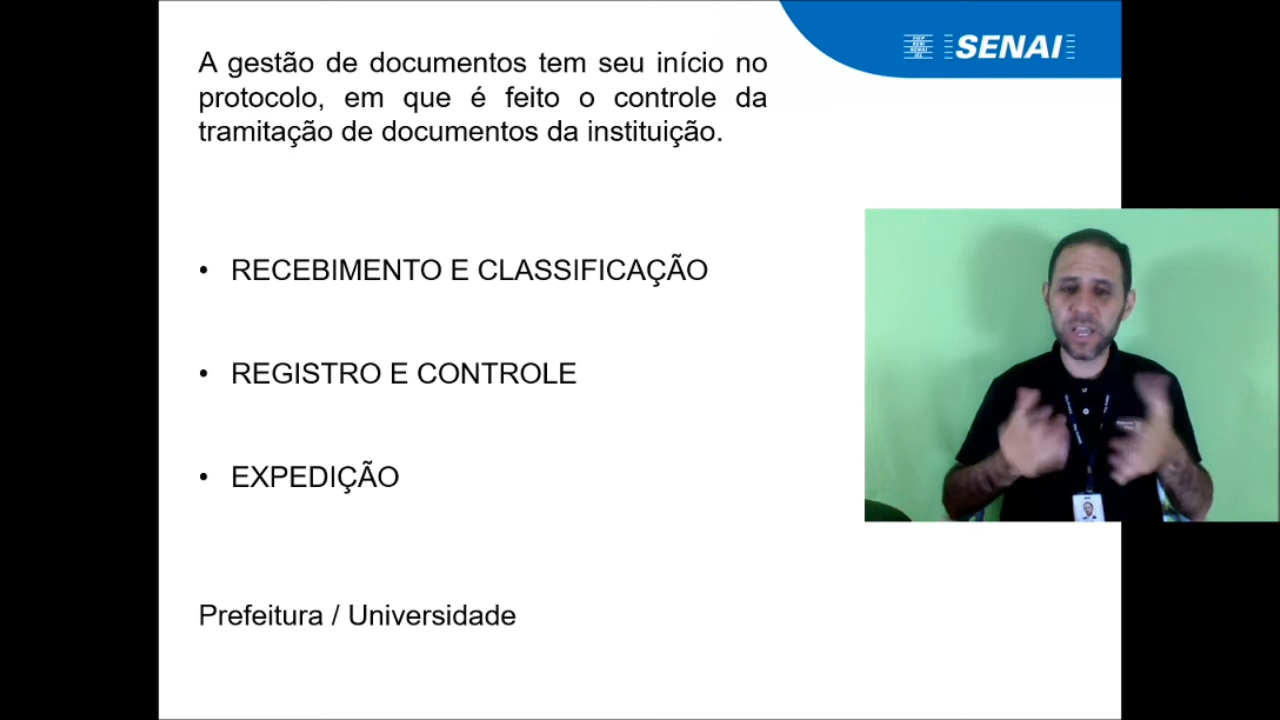 A gestão de documentos tem seu início no
protocolo, em que é feito o controle da
tramitação de documentos da instituição.
SENAI
• RECEBIMENTO E CLASSIFICAÇÃO
• REGISTRO E CONTROLE
• EXPEDIÇÃO
Prefeitura / Universidade